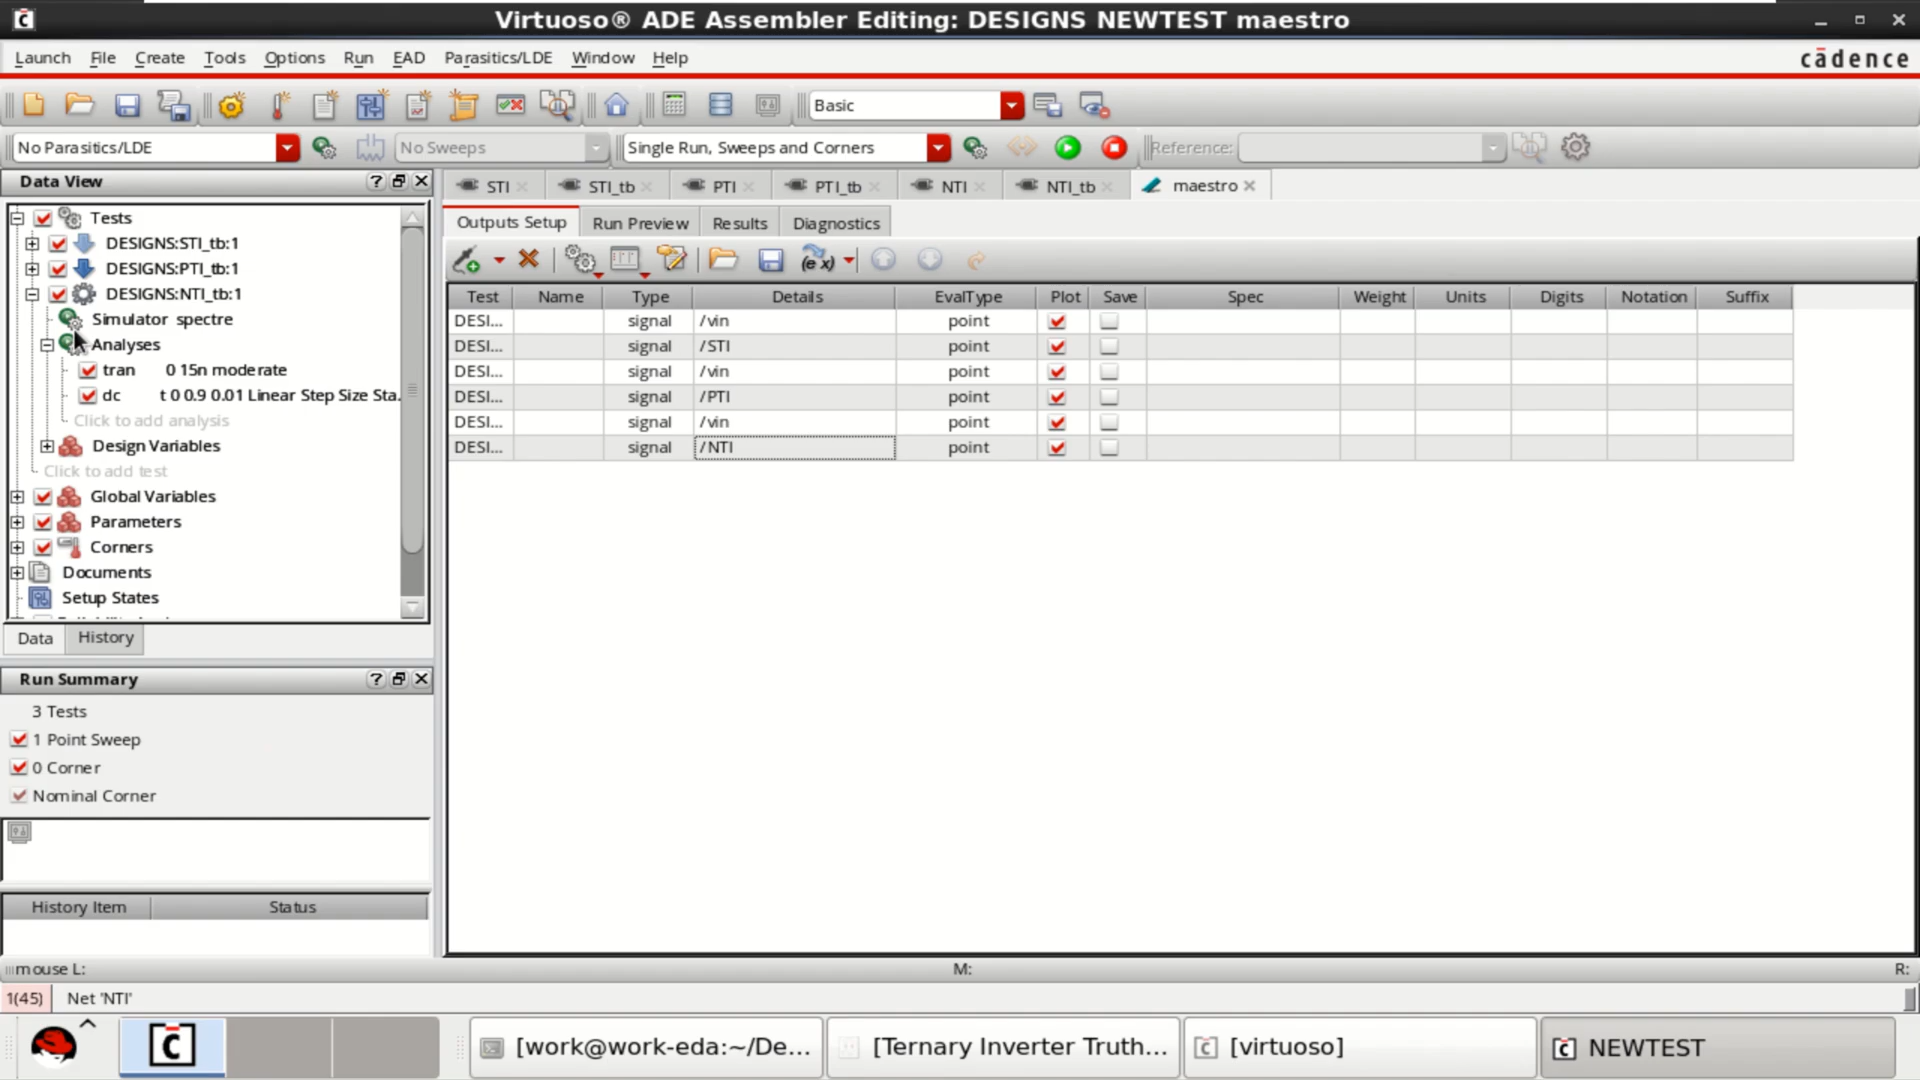 Virtuoso® ADE Assembler Editing: DESIGNS NEWTEST maestro
Launch File Create Tools Options Run EAD Parasitics/LDE Window Help
cādence
Basic
No Parasitics/LDE
No Sweeps
Single Run, Sweeps and Corners
Reference:
Data View
Tests
DESIGNS:STI_tb:1
DESIGNS:PTI_tb:1
DESIGNS:NTI_tb:1
Simulator spectre
Analyses
tran 0 15n moderate
dc t 0 0.9 0.01 Linear Step Size Sta...
Click to add analysis
Design Variables
Click to add test
Global Variables
Parameters
Corners
Documents
Setup States
Data History
Run Summary
3 Tests
1 Point Sweep
0 Corner
Nominal Corner
History Item Status
STI STI_tb PTI PTI_tb NTI NTI_tb maestro
Outputs Setup Run Preview Results Diagnostics
(e x)
Test Name Type Details EvalType Plot Save Spec Weight Units Digits Notation Suffix
DESI... signal /vin point
DESI... signal /STI point
DESI... signal /vin point
DESI... signal /PTI point
DESI... signal /vin point
DESI... signal /NTI point
mouse L: M: R:
1(45) Net 'NTI'
[work@work-eda:~/De... [Ternary Inverter Truth... [virtuoso] NEWTEST